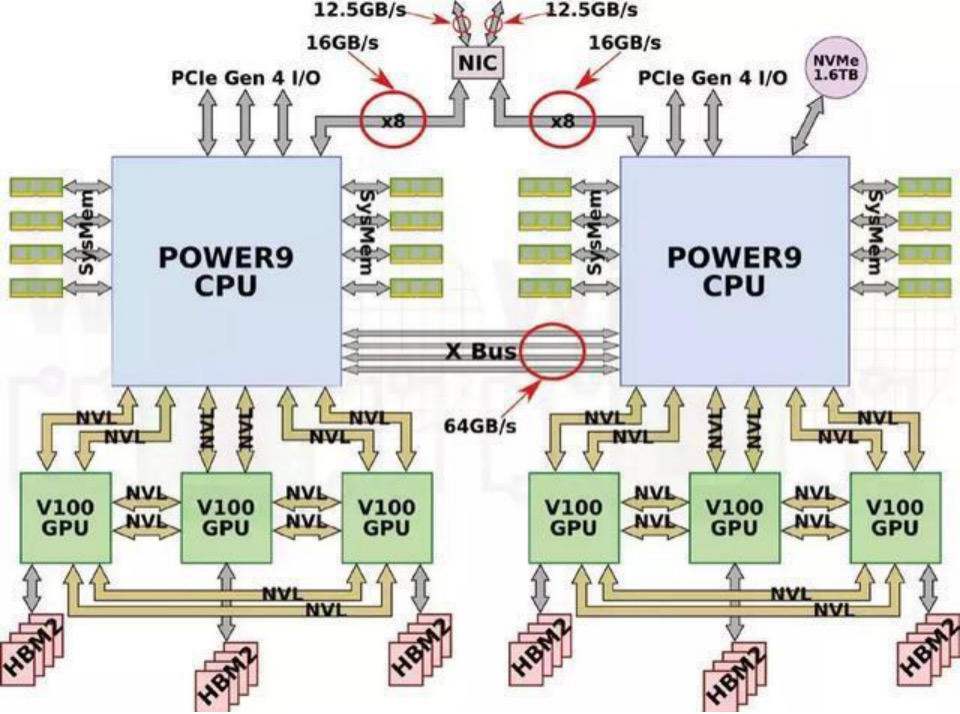 12.5GB/s
12.5GB/s
16GB/s
16GB/s
NIC
NVMe
1.6TB
PCIe Gen 4 I/O
PCIe Gen 4 I/O
x8
x8
SysMem
SysMem
SysMem
SysMem
POWER9
CPU
POWER9
CPU
X Bus
64GB/s
NVL
NVL
NVL
NVL
NVL
NVL
NVL
NVL
NVL
NVL
NVL
NVL
V100
GPU
NVL
NVL
V100
GPU
NVL
NVL
V100
GPU
V100
GPU
NVL
NVL
V100
GPU
NVL
NVL
V100
GPU
NVL
NVL
NVL
NVL
HBM2
HBM2
HBM2
HBM2
HBM2
HBM2